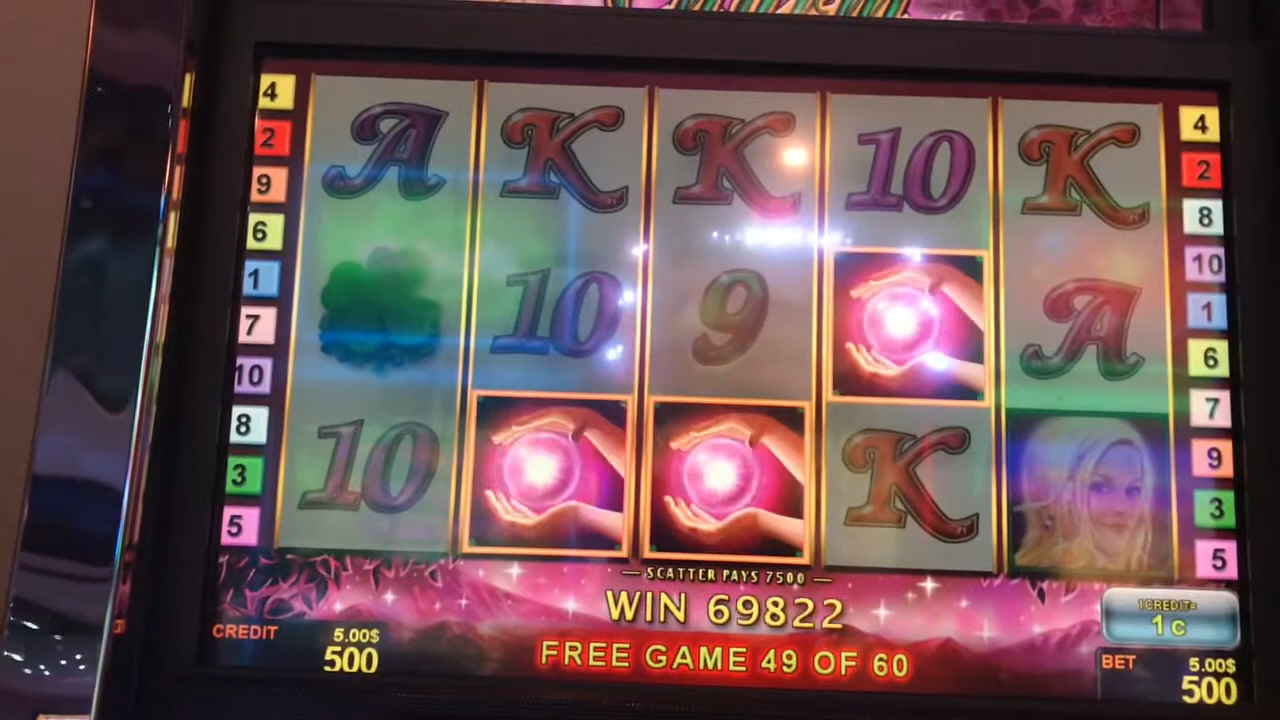 4 A K K 10 K 4
2 2
9 8
6 10
1 10 9 A 1
7 6
10 7
8 10 K 9
3 3
5 5
SCATTER PAYS 7500
WIN 69822
1 CREDIT=
1 c
CREDIT 5.00$
500
FREE GAME 49 OF 60
BET 5.00$
500